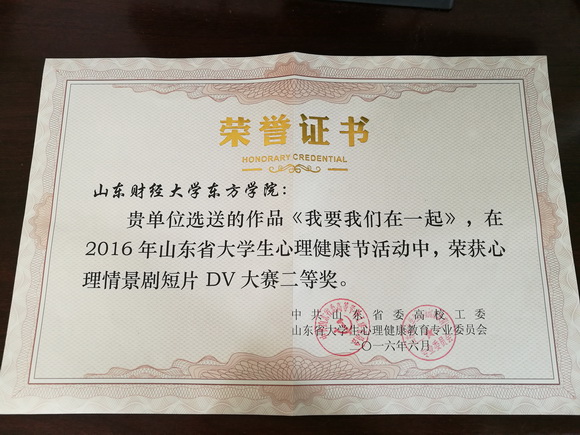 荣誉证书
HONORARY CREDENTIAL
山东财经大学东方学院：
贵单位选送的作品《我要我们在一起》，在
2016年山东省大学生心理健康节活动中，荣获心
理情景剧短片 DV 大赛二等奖。
中共山东省委高校工委
山东省大学生心理健康教育专业委员会
二〇一六年六月